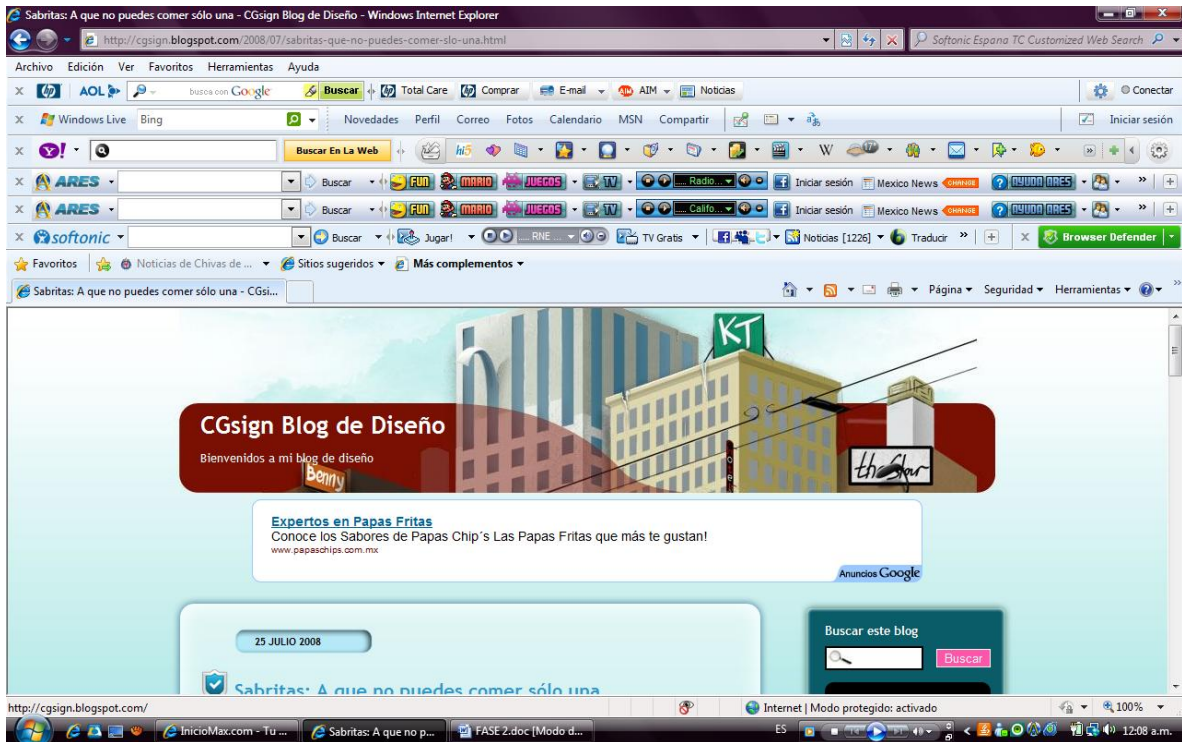 Sabritas: A que no puedes comer sólo una - CGsign Blog de Diseño - Windows Internet Explorer
http://cgsign.blogspot.com/2008/07/sabritas-que-no-puedes-comer-slo-una.html Softonic Espana TC Customized Web Search
Archivo Edición Ver Favoritos Herramientas Ayuda
x hp AOL busca con Google Buscar hp Total Care hp Comprar E-mail AIM Noticias Conectar
x Windows Live Bing Novedades Perfil Correo Fotos Calendario MSN Compartir Iniciar sesión
x Y! Buscar En La Web hi5 W 17
x ARES Buscar FUN MARIO JUEGOS TV .... Radio... Iniciar sesión Mexico News CHANGE ? AYUDA ARES »
x ARES Buscar FUN MARIO JUEGOS TV .... Califo... Iniciar sesión Mexico News CHANGE ? AYUDA ARES »
x softonic Buscar Jugar! .... RNE ... TV Gratis Noticias [1226] Traducir » x Browser Defender
Favoritos Noticias de Chivas de ... Sitios sugeridos Más complementos
Sabritas: A que no puedes comer sólo una - CGsi... Página Seguridad Herramientas »
KT
CGsign Blog de Diseño
Bienvenidos a mi blog de diseño
Benny
the Star
Expertos en Papas Fritas
Conoce los Sabores de Papas Chip´s Las Papas Fritas que más te gustan!
www.papaschips.com.mx
Anuncios Google
25 JULIO 2008
Buscar este blog
Buscar
Sabritas: A que no puedes comer sólo una
http://cgsign.blogspot.com/ Internet | Modo protegido: activado 100%
InicioMax.com - Tu ... Sabritas: A que no p... FASE 2.doc [Modo d... ES 12:08 a.m.